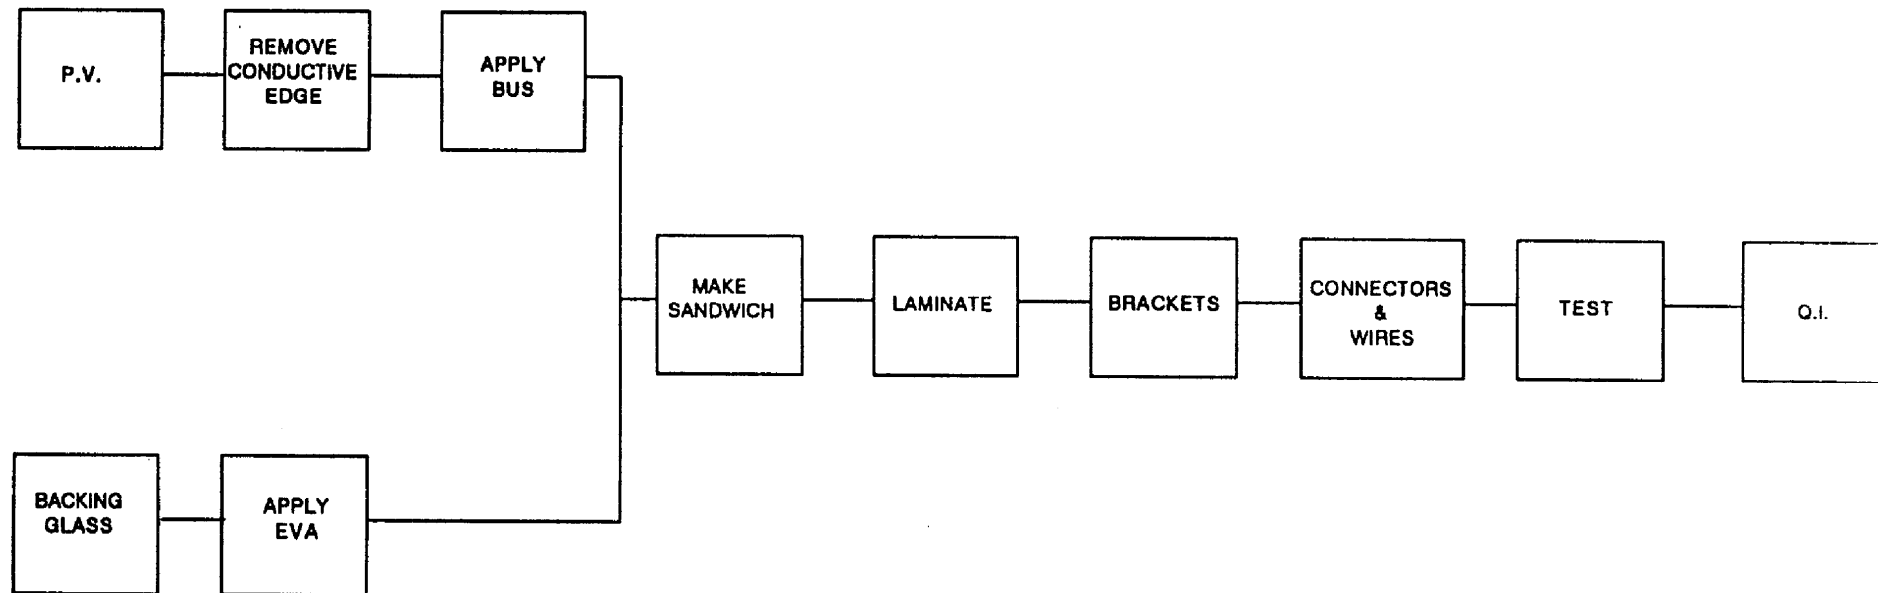 P.V.
REMOVE
CONDUCTIVE
EDGE
APPLY
BUS
MAKE
SANDWICH
LAMINATE
BRACKETS
CONNECTORS
&
WIRES
TEST
Q.I.
BACKING
GLASS
APPLY
EVA